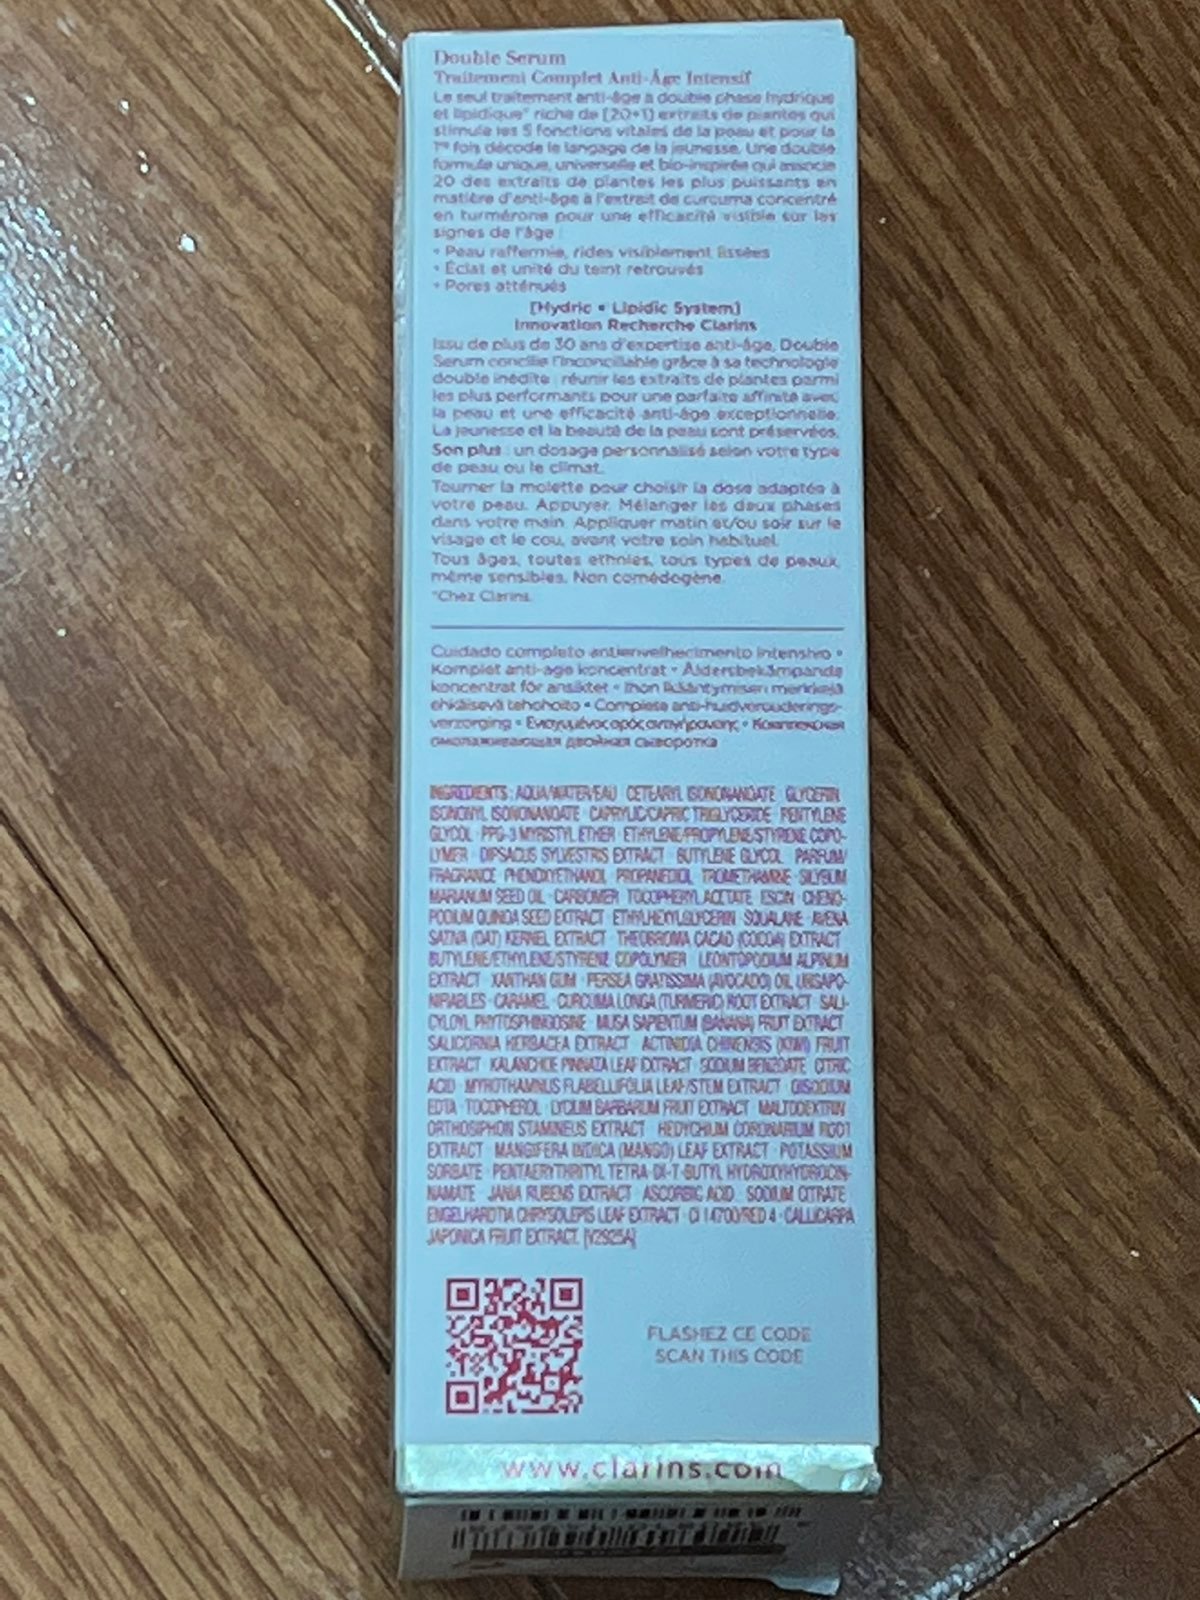 Double Serum
Traitement Complet Anti-Âge Intensif
Le seul traitement anti-âge à double phase hydrique
et lipidique* riche de [20+1] extraits de plantes qui
stimule les 5 fonctions vitales de la peau et pour la
1re fois décode le langage de la jeunesse. Une double
formule unique, universelle et bio-inspirée qui associe
20 des extraits de plantes les plus puissants en
matière d'anti-âge à l'extrait de curcuma concentré
en turmérone pour une efficacité visible sur les
signes de l'âge :
• Peau raffermie, rides visiblement lissées
• Éclat et unité du teint retrouvés
• Pores atténués
[Hydric • Lipidic System]
Innovation Recherche Clarins
Issu de plus de 30 ans d'expertise anti-âge, Double
Serum concilie l'inconciliable grâce à sa technologie
double inédite : réunir les extraits de plantes parmi
les plus performants pour une parfaite affinité avec
la peau et une efficacité anti-âge exceptionnelle.
La jeunesse et la beauté de la peau sont préservées.
Son plus : un dosage personnalisé selon votre type
de peau ou le climat.
Tourner la molette pour choisir la dose adaptée à
votre peau. Appuyer. Mélanger les deux phases
dans votre main. Appliquer matin et/ou soir sur le
visage et le cou, avant votre soin habituel.
Tous âges, toutes ethnies, tous types de peaux,
même sensibles. Non comédogène.
*Chez Clarins.
Cuidado completo antienvelhecimento intensivo •
Komplet anti-age koncentrat • Åldersbekämpande
koncentrat för ansiktet • Ihon ikääntymisen merkkejä
ehkäisevä tehohoito • Complete anti-huidverouderings-
verzorging • Ενισχυμένος ορός αντιγήρανσης • Комплексная
омолаживающая двойная сыворотка
INGREDIENTS : AQUA/WATER/EAU · CETEARYL ISONONANOATE · GLYCERIN
ISONONYL ISONONANOATE · CAPRYLIC/CAPRIC TRIGLYCERIDE · PENTYLENE
GLYCOL · PPG-3 MYRISTYL ETHER · ETHYLENE/PROPYLENE/STYRENE COPO-
LYMER · DIPSACUS SYLVESTRIS EXTRACT · BUTYLENE GLYCOL · PARFUM/
FRAGRANCE · PHENOXYETHANOL · PROPANEDIOL · TROMETHAMINE · SILYBUM
MARIANUM SEED OIL · CARBOMER · TOCOPHERYL ACETATE · ESCIN · CHENO-
PODIUM QUINOA SEED EXTRACT · ETHYLHEXYLGLYCERIN · SQUALANE · AVENA
SATIVA (OAT) KERNEL EXTRACT · THEOBROMA CACAO (COCOA) EXTRACT
BUTYLENE/ETHYLENE/STYRENE COPOLYMER · LEONTOPODIUM ALPINUM
EXTRACT · XANTHAN GUM · PERSEA GRATISSIMA (AVOCADO) OIL UNSAPO-
NIFIABLES · CARAMEL · CURCUMA LONGA (TURMERIC) ROOT EXTRACT · SALI-
CYLOYL PHYTOSPHINGOSINE · MUSA SAPIENTUM (BANANA) FRUIT EXTRACT
SALICORNIA HERBACEA EXTRACT · ACTINIDIA CHINENSIS (KIWI) FRUIT
EXTRACT · KALANCHOE PINNATA LEAF EXTRACT · SODIUM BENZOATE · CITRIC
ACID · MYROTHAMNUS FLABELLIFOLIA LEAF/STEM EXTRACT · DISODIUM
EDTA · TOCOPHEROL · LYCIUM BARBARUM FRUIT EXTRACT · MALTODEXTRIN
ORTHOSIPHON STAMINEUS EXTRACT · HEDYCHIUM CORONARIUM ROOT
EXTRACT · MANGIFERA INDICA (MANGO) LEAF EXTRACT · POTASSIUM
SORBATE · PENTAERYTHRITYL TETRA-DI-T-BUTYL HYDROXYHYDROCIN-
NAMATE · JANIA RUBENS EXTRACT · ASCORBIC ACID · SODIUM CITRATE
ENGELHARDTIA CHRYSOLEPIS LEAF EXTRACT · CI 14700/RED 4 · CALLICARPA
JAPONICA FRUIT EXTRACT. [V2925A]
FLASHEZ CE CODE
SCAN THIS CODE
www.clarins.com